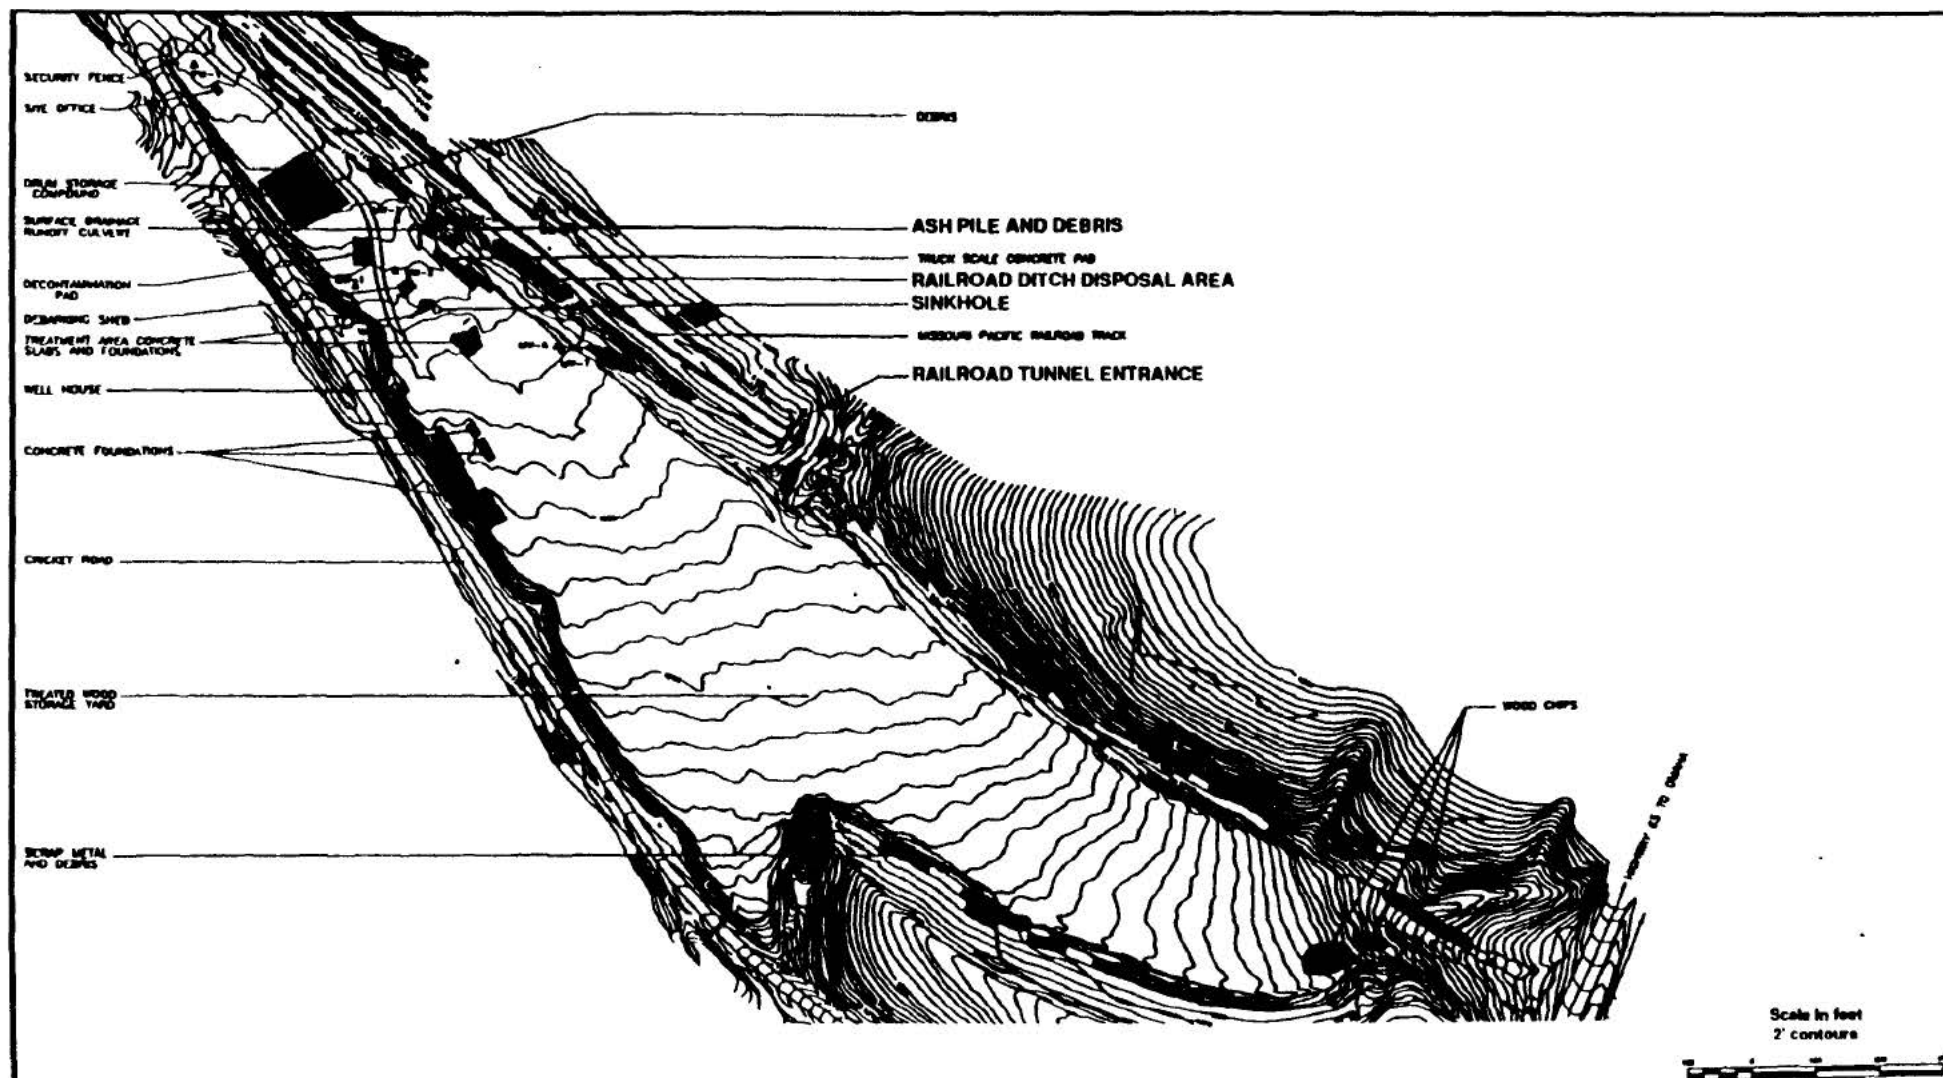 SECURITY FENCE
SITE OFFICE
DEBRIS
DRUM STORAGE
COMPOUND
SURFACE DRAINAGE
RUNOFF CULVERT
ASH PILE AND DEBRIS
TRUCK SCALE CONCRETE PAD
RAILROAD DITCH DISPOSAL AREA
SINKHOLE
DECONTAMINATION
PAD
DEBARKING SHED
TREATMENT AREA CONCRETE
SLABS AND FOUNDATIONS
MISSOURI PACIFIC RAILROAD TRACK
RAILROAD TUNNEL ENTRANCE
WELL HOUSE
CONCRETE FOUNDATIONS
CRICKET ROAD
TREATED WOOD
STORAGE YARD
WOOD CHIPS
HIGHWAY 65 TO
SCRAP METAL
AND DEBRIS
Scale in feet
2' contours